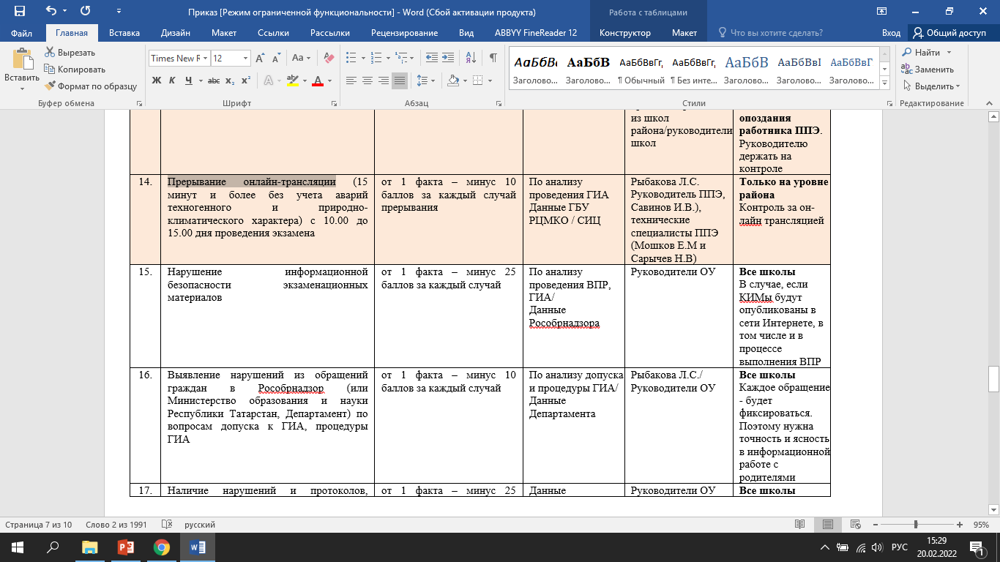 Приказ [Режим ограниченной функциональности] - Word (Сбой активации продукта)
Работа с таблицами
Файл
Главная
Вставка
Дизайн
Макет
Ссылки
Рассылки
Рецензирование
Вид
ABBYY FineReader 12
Конструктор
Макет
Что вы хотите сделать?
Вход
Общий доступ
Вставить
Вырезать
Копировать
Формат по образцу
Буфер обмена
Times New F
12
Aa
Ж К Ч abc x₂ x²
Шрифт
Абзац
АаБбВ
Заголово...
АаБбВ
Заголово...
АаБбВвГг,
¶ Обычный
АаБбВвГг,
¶ Без инте...
АаБбВ
Заголово...
АаБбВвІ
Заголово...
АаБбВвГ
Заголово...
Стили
Найти
Заменить
Выделить
Редактирование
из школ
района/руководители
школ
опоздания
работника ППЭ.
Руководителю
держать на
контроле
14.
Прерывание онлайн-трансляции (15
минут и более без учета аварий
техногенного и природно-
климатического характера) с 10.00 до
15.00 дня проведения экзамена
от 1 факта – минус 10
баллов за каждый случай
прерывания
По анализу
проведения ГИА
Данные ГБУ
РЦМКО / СИЦ
Рыбакова Л.С.
Руководитель ППЭ,
Савинов И.В.),
технические
специалисты ППЭ
(Мошков Е.М и
Сарычев Н.В)
Только на уровне
района
Контроль за он-
лайн трансляцией
15.
Нарушение информационной
безопасности экзаменационных
материалов
от 1 факта – минус 25
баллов за каждый случай
По анализу
проведения ВПР,
ГИА/
Данные
Рособрнадзора
Руководители ОУ
Все школы
В случае, если
КИМы будут
опубликованы в
сети Интернете, в
том числе и в
процессе
выполнения ВПР
16.
Выявление нарушений из обращений
граждан в Рособрнадзор (или
Министерство образования и науки
Республики Татарстан, Департамент) по
вопросам допуска к ГИА, процедуры
ГИА
от 1 факта – минус 10
баллов за каждый случай
По анализу допуска
и процедуры ГИА/
Данные
Департамента
Рыбакова Л.С./
Руководители ОУ
Все школы
Каждое обращение
- будет
фиксироваться.
Поэтому нужна
точность и ясность
в информационной
работе с
родителями
17.
Наличие нарушений и протоколов,
от 1 факта – минус 25
Данные
Руководители ОУ
Все школы
Страница 7 из 10
Слово 2 из 1991
русский
95%
РУС
15:29
20.02.2022
1